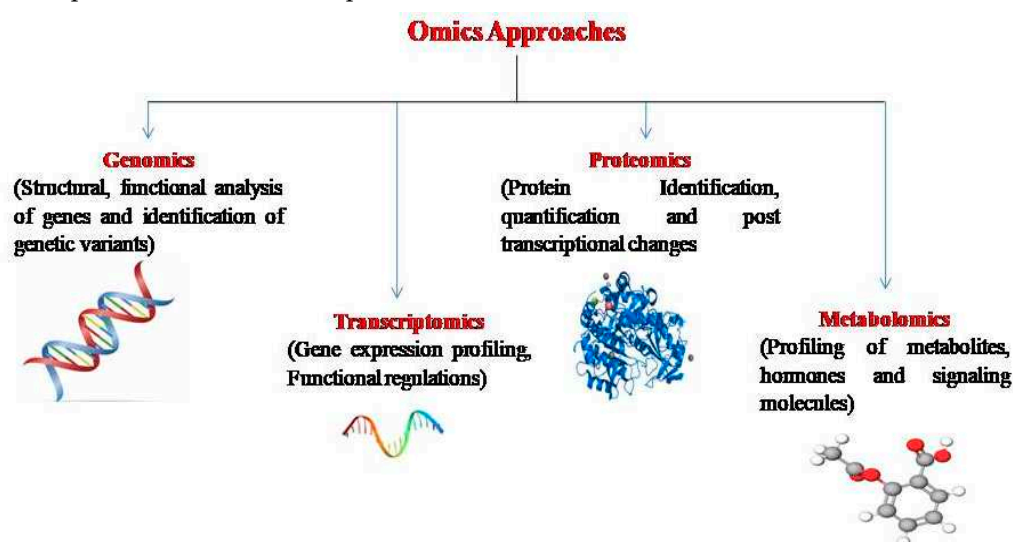 Omics Approaches
Genomics
(Structural, functional analysis
of genes and identification of
genetic variants)
Transcriptomics
(Gene expression profiling,
Functional regulations)
Proteomics
(Protein Identification,
quantification and post
transcriptional changes
Metabolomics
(Profiling of metabolites,
hormones and signaling
molecules)